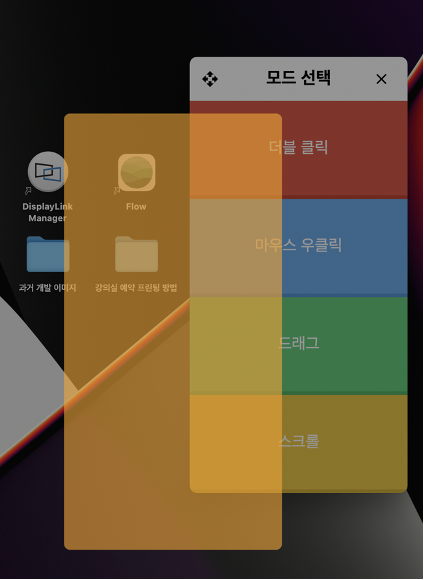 모드 선택
더블 클릭
DisplayLink
Manager
Flow
마우스 우클릭
과거 개발 이미지
강의실 예약 프린팅 방법
드래그
스크롤